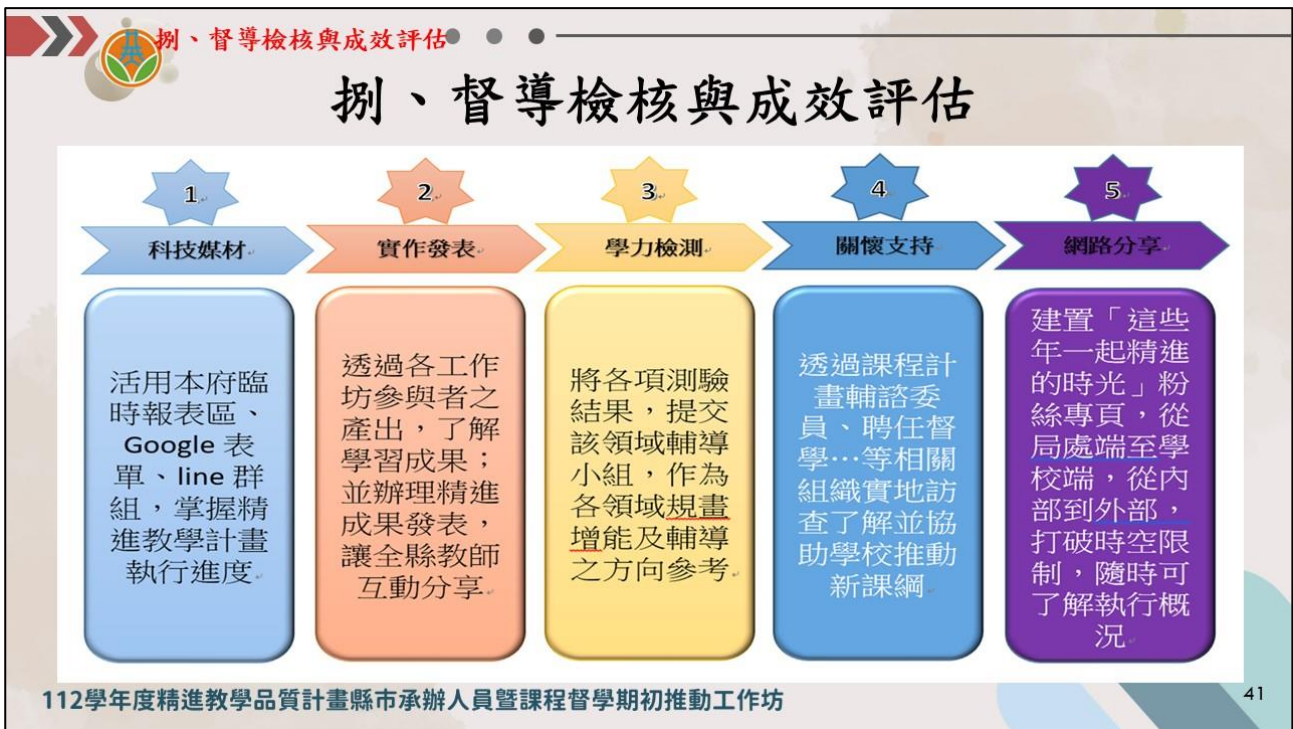 捌、督導檢核與成效評估
捌、督導檢核與成效評估
1
科技媒材
活用本府臨
時報表區、
Google 表
單、line 群
組，掌握精
進教學計畫
執行進度
2
實作發表
透過各工作
坊參與者之
產出，了解
學習成果；
並辦理精進
成果發表，
讓全縣教師
互動分享
3
學力檢測
將各項測驗
結果，提交
該領域輔導
小組，作為
各領域規畫
增能及輔導
之方向參考
4
關懷支持
透過課程計
畫輔諮委
員、聘任督
學…等相關
組織實地訪
查了解並協
助學校推動
新課綱
5
網路分享
建置「這些
年一起精進
的時光」粉
絲專頁，從
局處端至學
校端，從內
部到外部，
打破時空限
制，隨時可
了解執行概
況
112學年度精進教學品質計畫縣市承辦人員暨課程督學期初推動工作坊
41